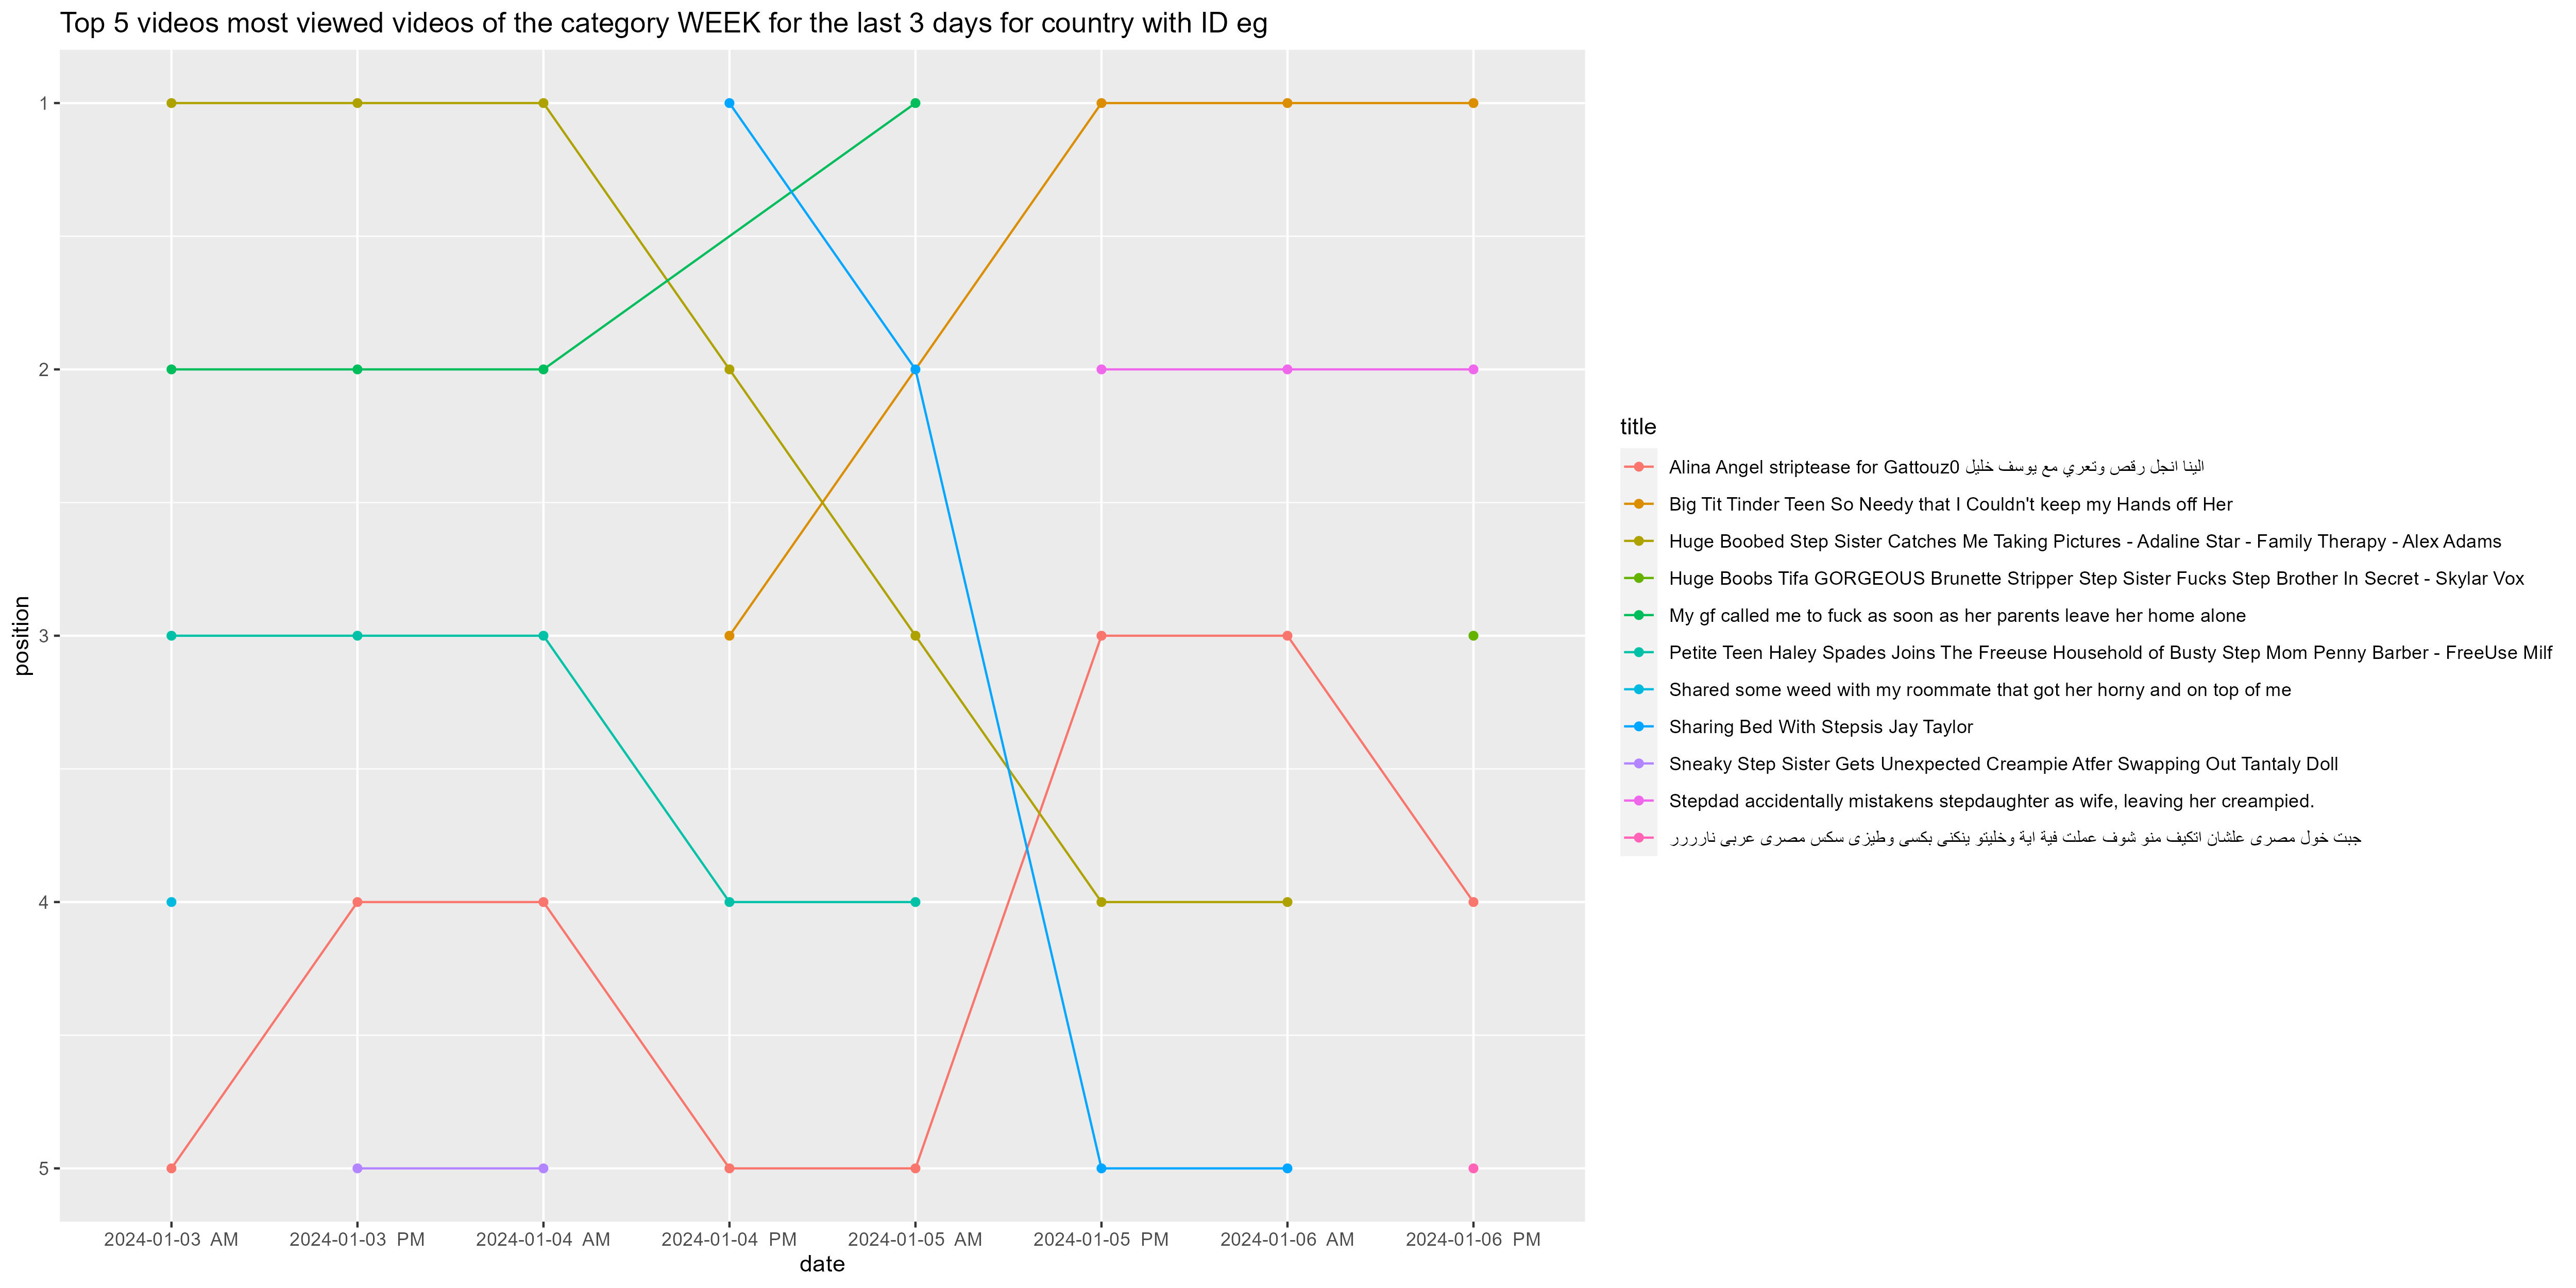 Top 5 videos most viewed videos of the category WEEK for the last 3 days for country with ID eg
position
1
2
3
4
5
2024-01-03 AM
2024-01-03 PM
2024-01-04 AM
2024-01-04 PM
2024-01-05 AM
2024-01-05 PM
2024-01-06 AM
2024-01-06 PM
date
title
Alina Angel striptease for Gattouz0 الينا انجل رقص وتعري مع يوسف خليل
Big Tit Tinder Teen So Needy that I Couldn't keep my Hands off Her
Huge Boobed Step Sister Catches Me Taking Pictures - Adaline Star - Family Therapy - Alex Adams
Huge Boobs Tifa GORGEOUS Brunette Stripper Step Sister Fucks Step Brother In Secret - Skylar Vox
My gf called me to fuck as soon as her parents leave her home alone
Petite Teen Haley Spades Joins The Freeuse Household of Busty Step Mom Penny Barber - FreeUse Milf
Shared some weed with my roommate that got her horny and on top of me
Sharing Bed With Stepsis Jay Taylor
Sneaky Step Sister Gets Unexpected Creampie Atfer Swapping Out Tantaly Doll
Stepdad accidentally mistakens stepdaughter as wife, leaving her creampied.
جبت خول مصرى علشان اتكيف منو شوف عملت فية اية وخليتو ينكنى بكسى وطيزى سكس مصرى عربى نارررر